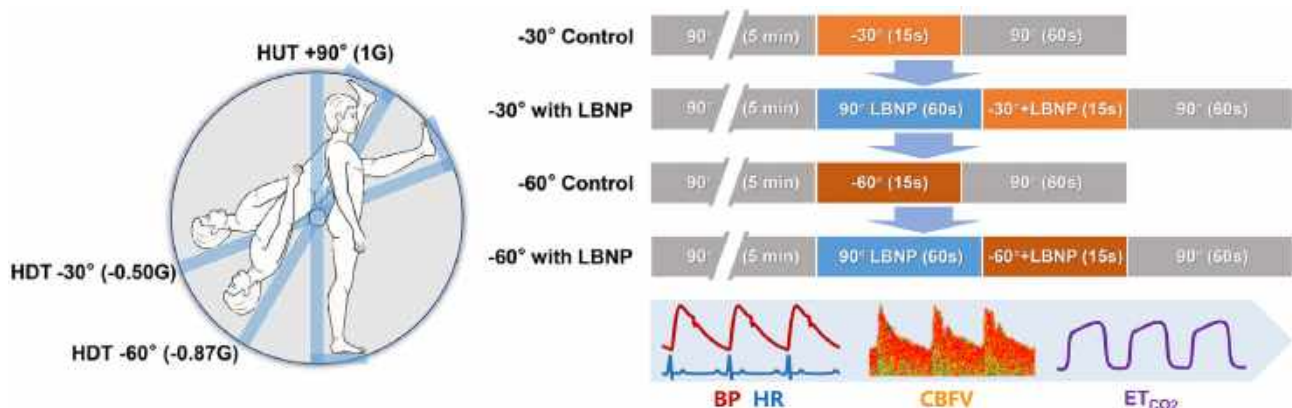 HUT +90° (1G)
HDT -30° (-0.50G)
HDT -60° (-0.87G)
-30° Control
90° (5 min) -30° (15s) 90° (60s)
-30° with LBNP
90° (5 min) 90° LBNP (60s) -30°+LBNP (15s) 90° (60s)
-60° Control
90° (5 min) -60° (15s) 90° (60s)
-60° with LBNP
90° (5 min) 90° LBNP (60s) -60°+LBNP (15s) 90° (60s)
BP HR CBFV ET_CO2